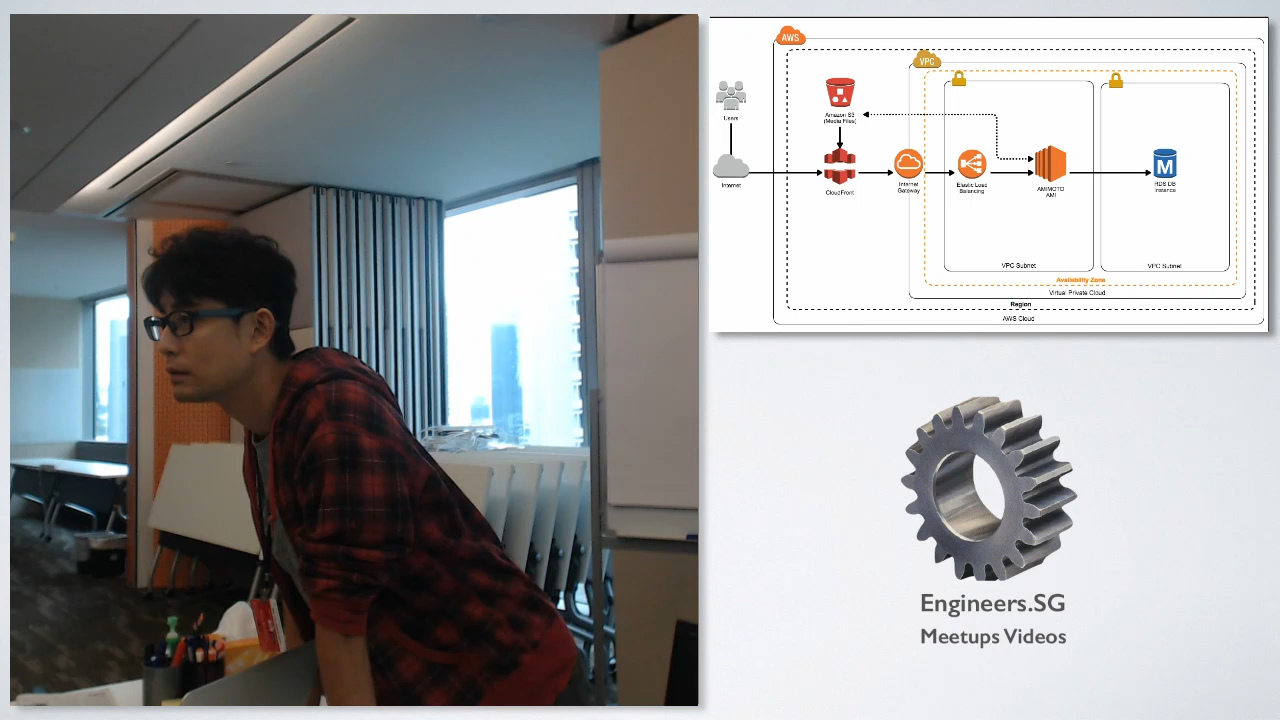 AWS
VPC
Users
Amazon S3
(Media Files)
Internet
CloudFront
Internet
Gateway
Elastic Load
Balancing
AMIMOTO
AMI
RDS DB
Instance
VPC Subnet
VPC Subnet
Availability Zone
Virtual Private Cloud
Region
AWS Cloud
M
Engineers.SG
Meetups Videos